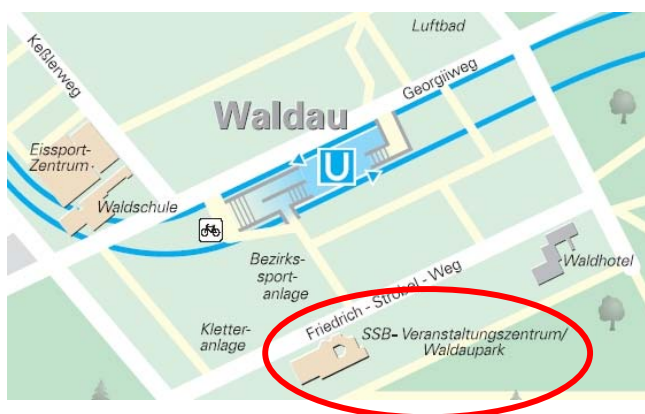 Luftbad
Keßlerweg
Georgiiweg
Waldau
Eissport-
Zentrum
U
Waldschule
Bezirks-
sport-
anlage
Waldhotel
Friedrich - Strobel - Weg
Kletter-
anlage
SSB- Veranstaltungszentrum/
Waldaupark